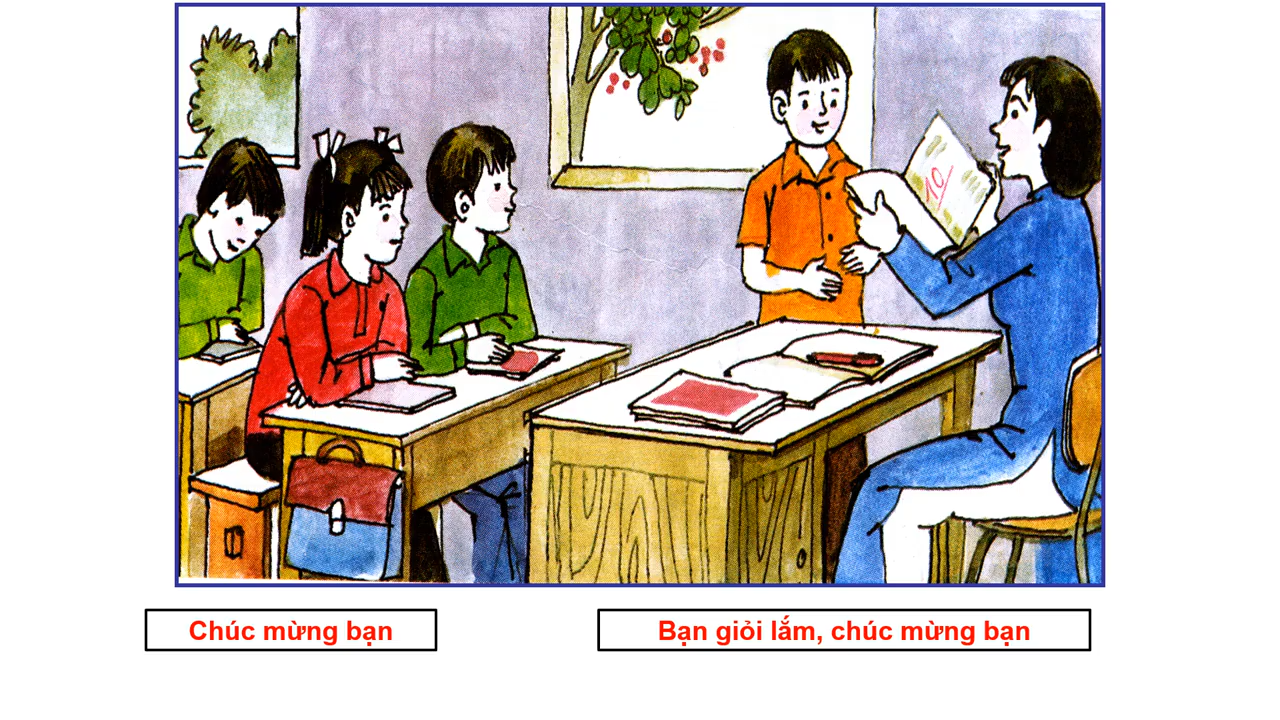 10
Chúc mừng bạn
Bạn giỏi lắm, chúc mừng bạn